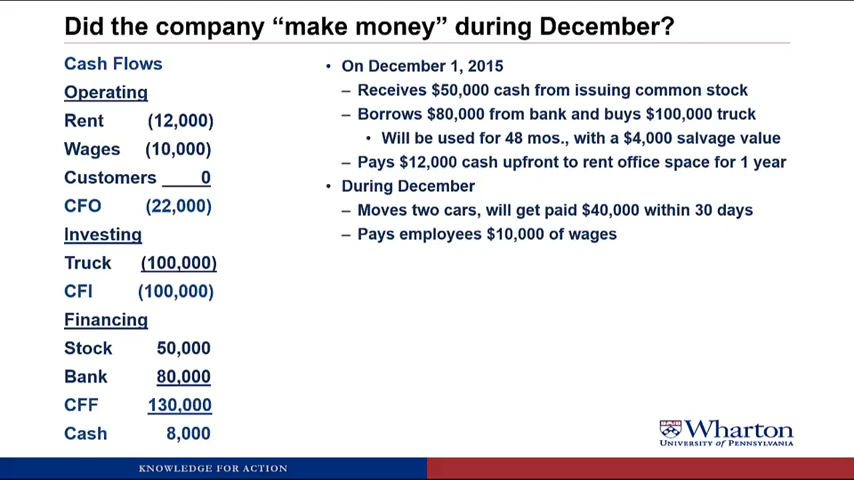 Did the company “make money” during December?
Cash Flows
Operating
Rent (12,000)
Wages (10,000)
Customers 0
CFO (22,000)
Investing
Truck (100,000)
CFI (100,000)
Financing
Stock 50,000
Bank 80,000
CFF 130,000
Cash 8,000
• On December 1, 2015
– Receives $50,000 cash from issuing common stock
– Borrows $80,000 from bank and buys $100,000 truck
• Will be used for 48 mos., with a $4,000 salvage value
– Pays $12,000 cash upfront to rent office space for 1 year
• During December
– Moves two cars, will get paid $40,000 within 30 days
– Pays employees $10,000 of wages
Wharton
UNIVERSITY of PENNSYLVANIA
KNOWLEDGE FOR ACTION